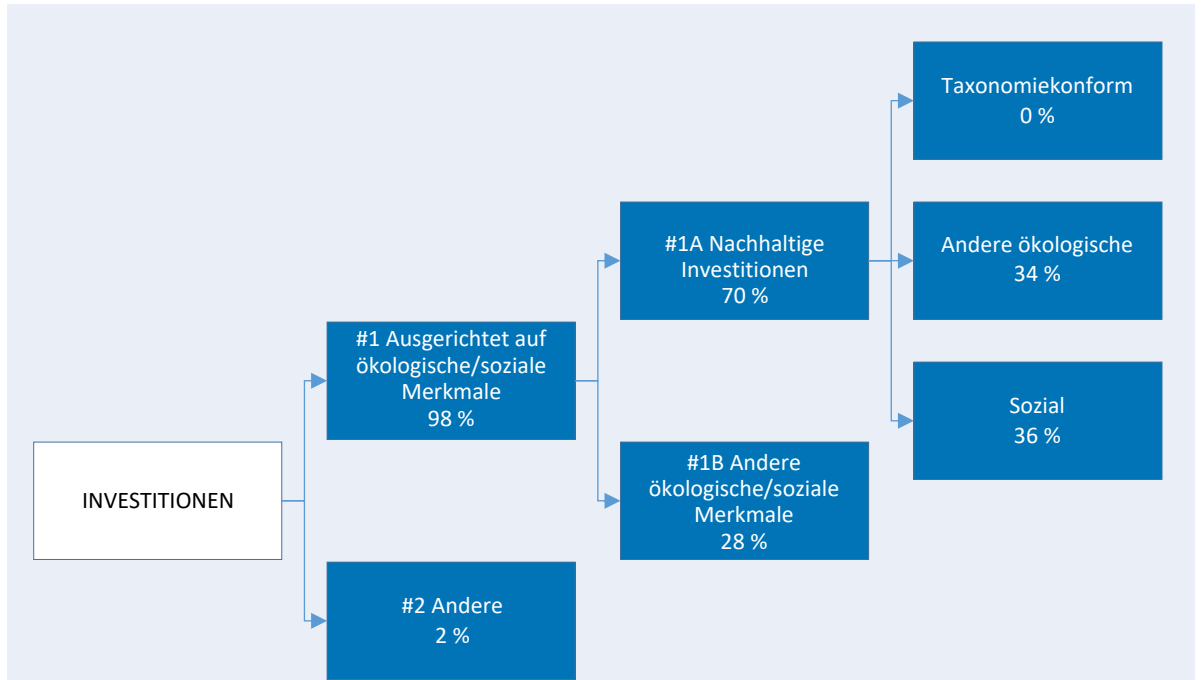 INVESTITIONEN
#1 Ausgerichtet auf
ökologische/soziale
Merkmale
98 %
#2 Andere
2 %
#1A Nachhaltige
Investitionen
70 %
#1B Andere
ökologische/soziale
Merkmale
28 %
Taxonomiekonform
0 %
Andere ökologische
34 %
Sozial
36 %